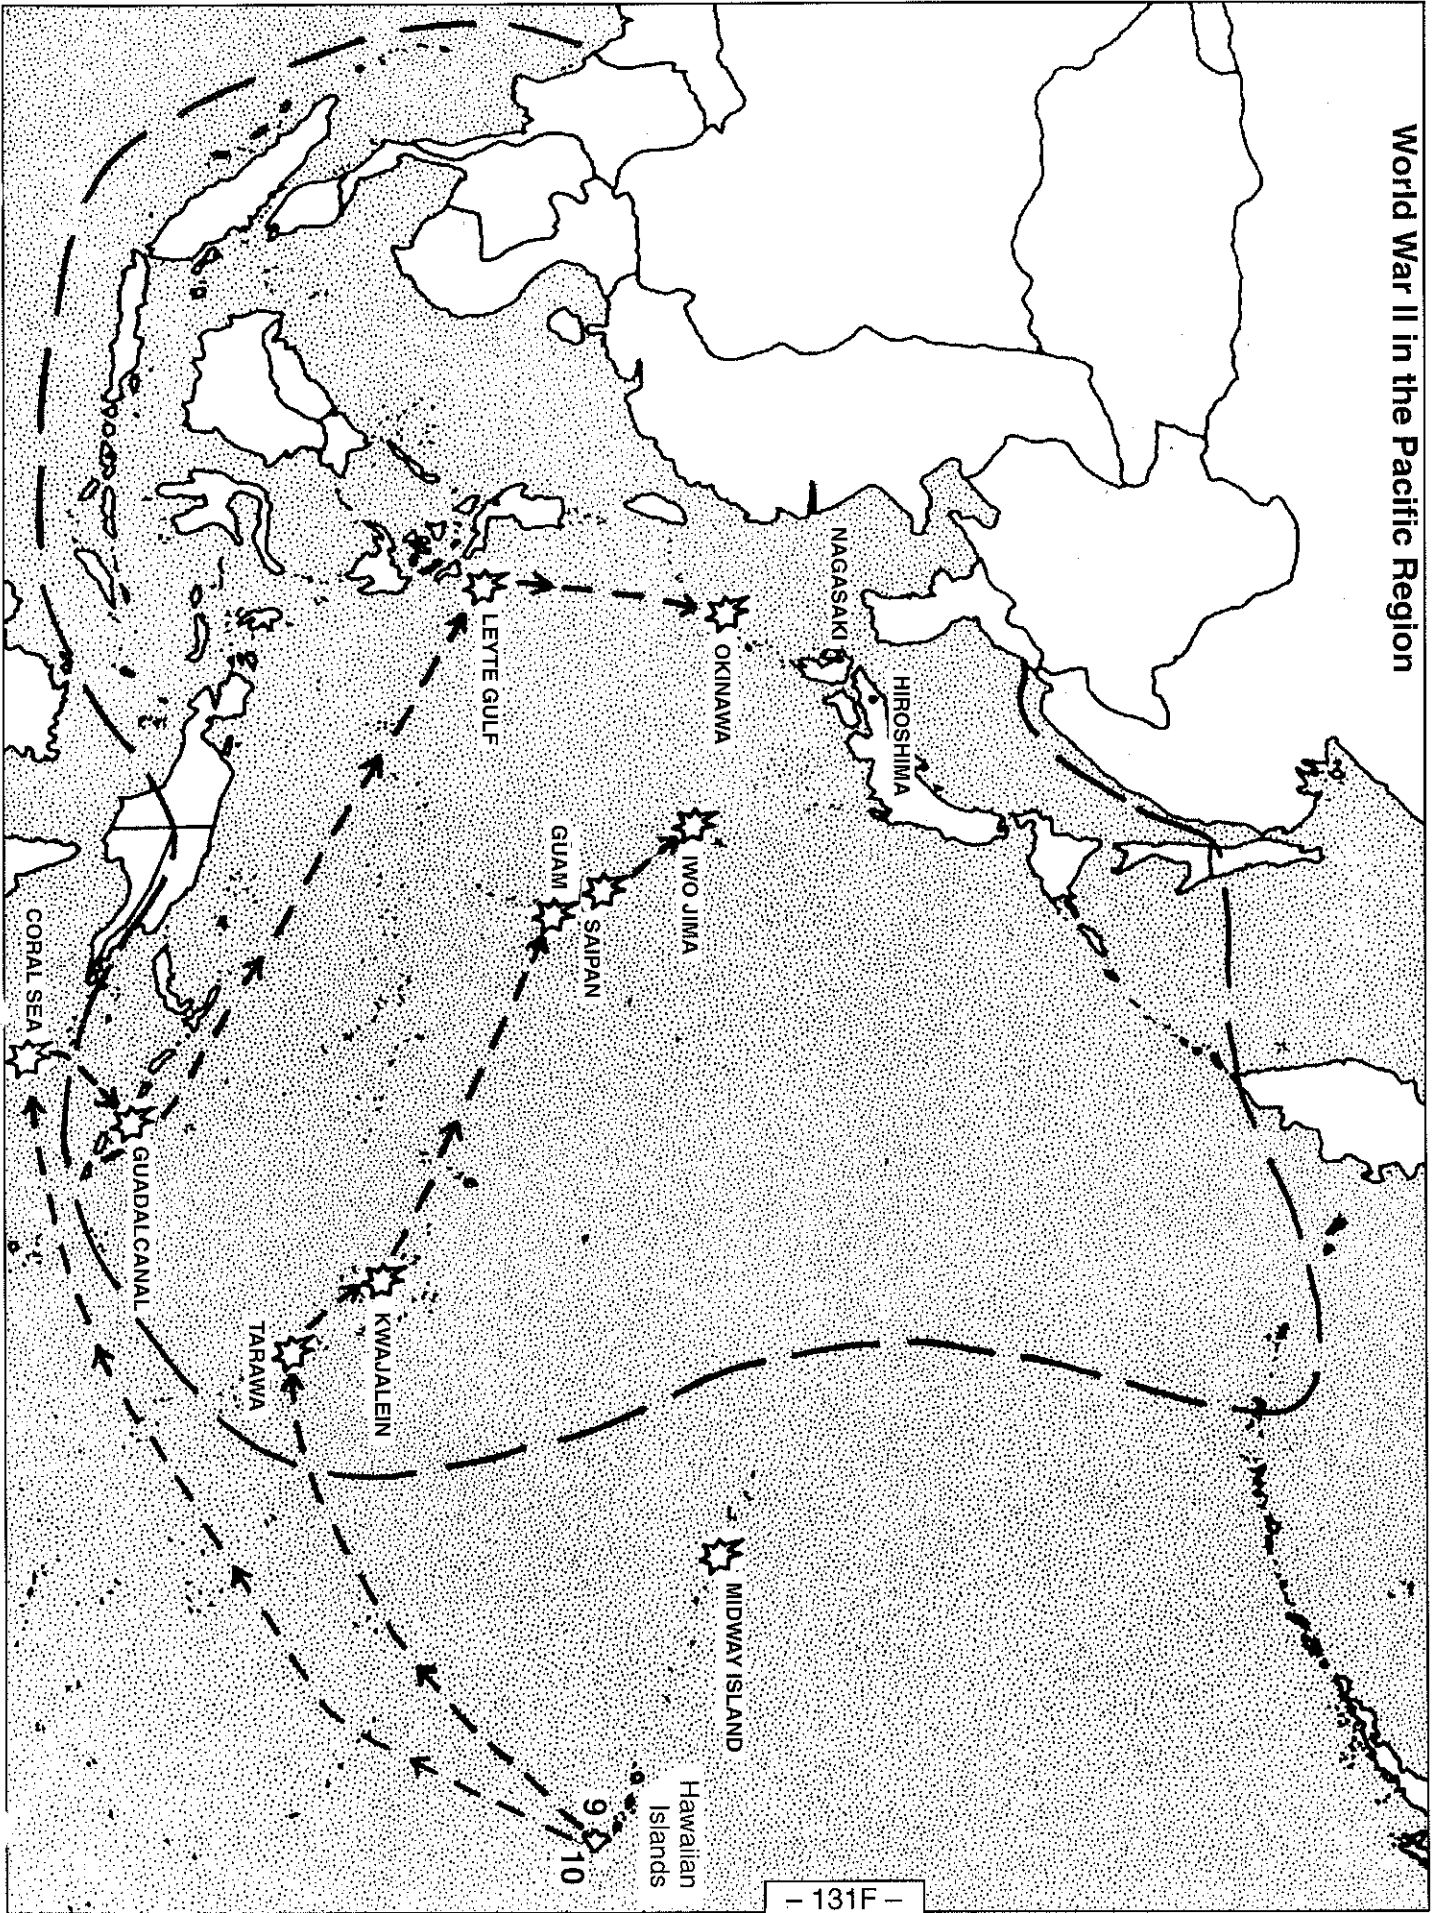 World War II in the Pacific Region
NAGASAKI
HIROSHIMA
OKINAWA
LEYTE GULF
IWO JIMA
SAIPAN
GUAM
MIDWAY ISLAND
Hawaiian
Islands
9
10
KWAJALEIN
TARAWA
GUADALCANAL
CORAL SEA
– 131F –